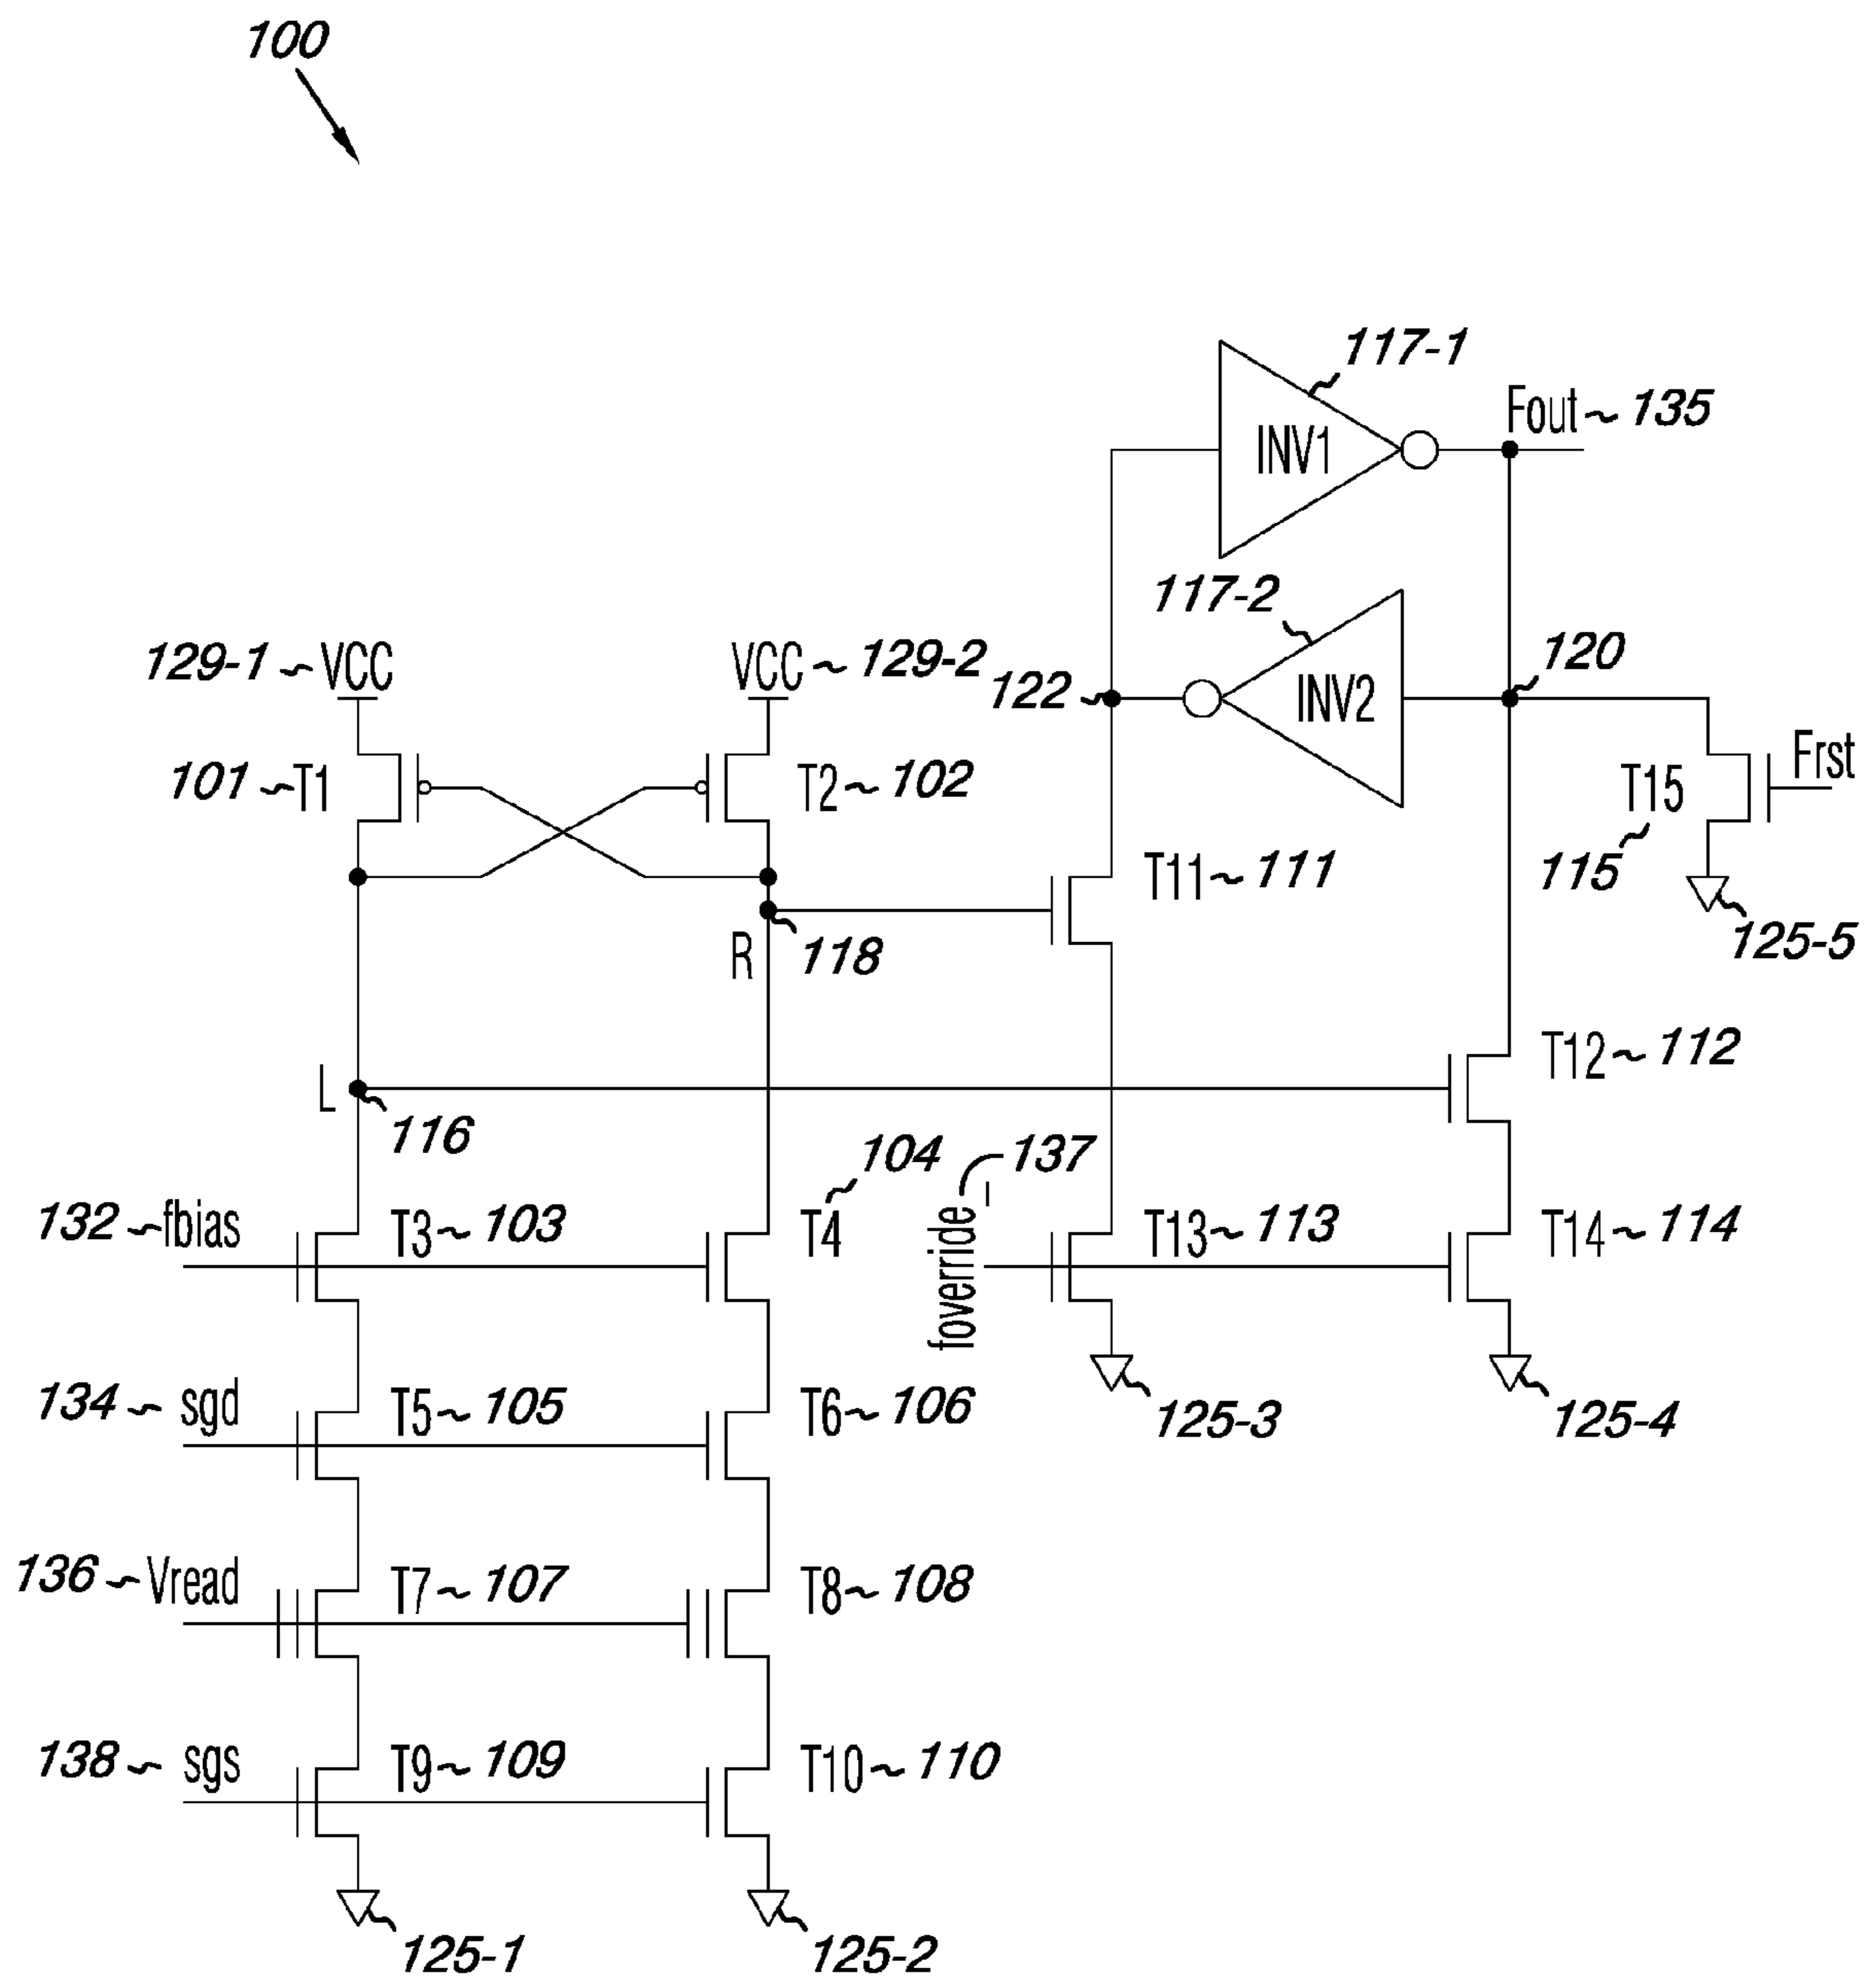 100
117-1
Fout 135
INV1
117-2
129-1 VCC
VCC 129-2
122
INV2
120
101 T1
T2 102
T15
Frst
115
T11 111
R
118
125-5
L
116
T12 112
104
137
132 fbias
T3 103
T4
foverride_
T13 113
T14 114
134 sgd
T5 105
T6 106
125-3
125-4
136 Vread
T7 107
T8 108
138 sgs
T9 109
T10 110
125-1
125-2